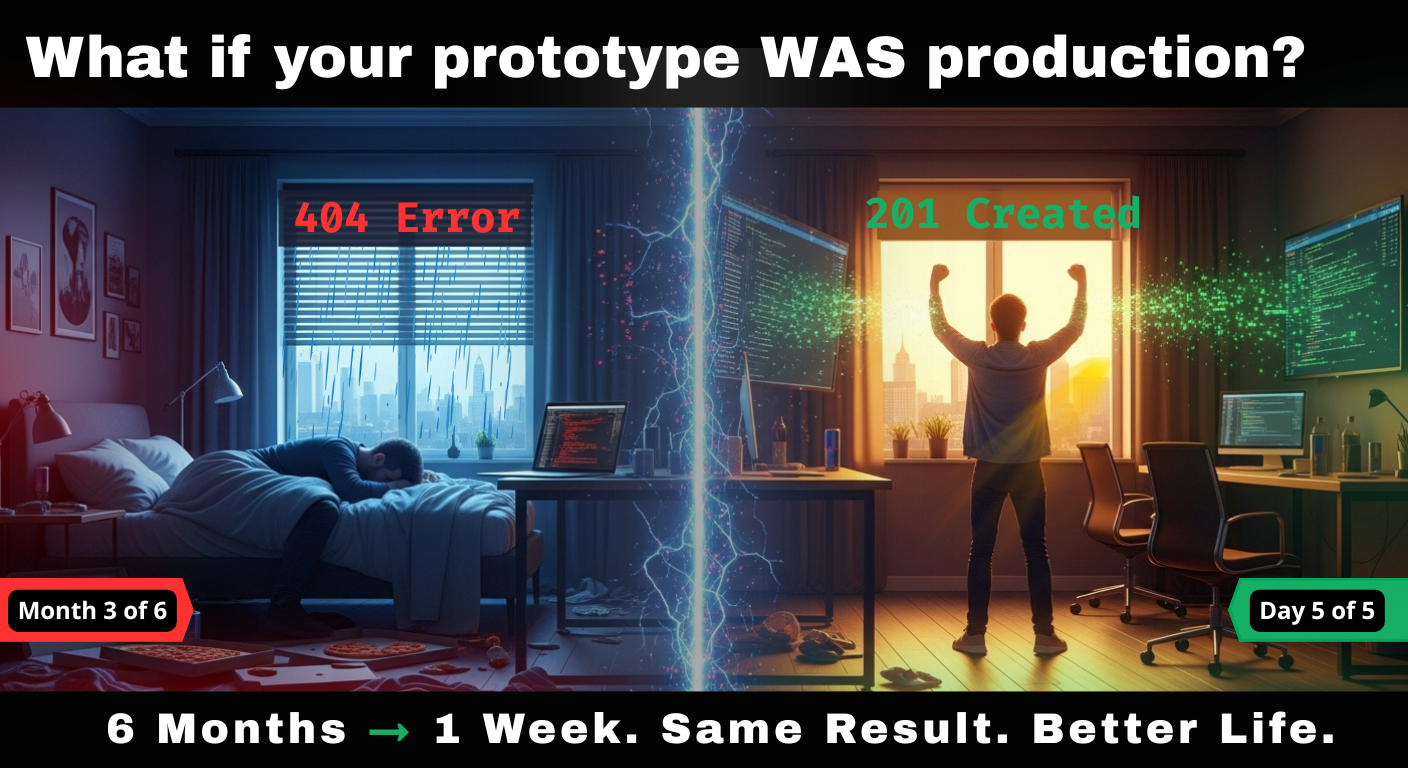 What if your prototype WAS production?
404 Error
201 Created
Month 3 of 6
Day 5 of 5
6 Months → 1 Week. Same Result. Better Life.